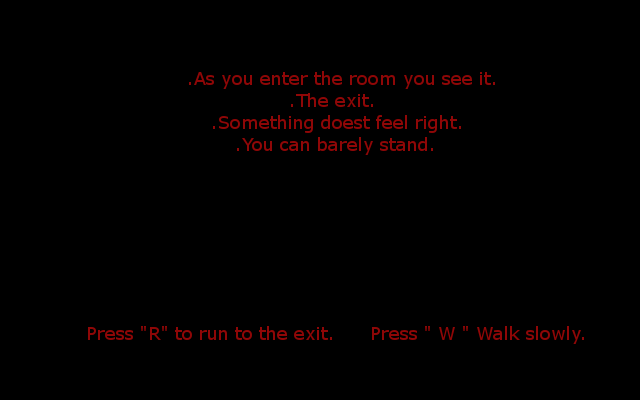 .As you enter the room you see it.
.The exit.
.Something doest feel right.
.You can barely stand.
Press "R" to run to the exit. Press " W " Walk slowly.